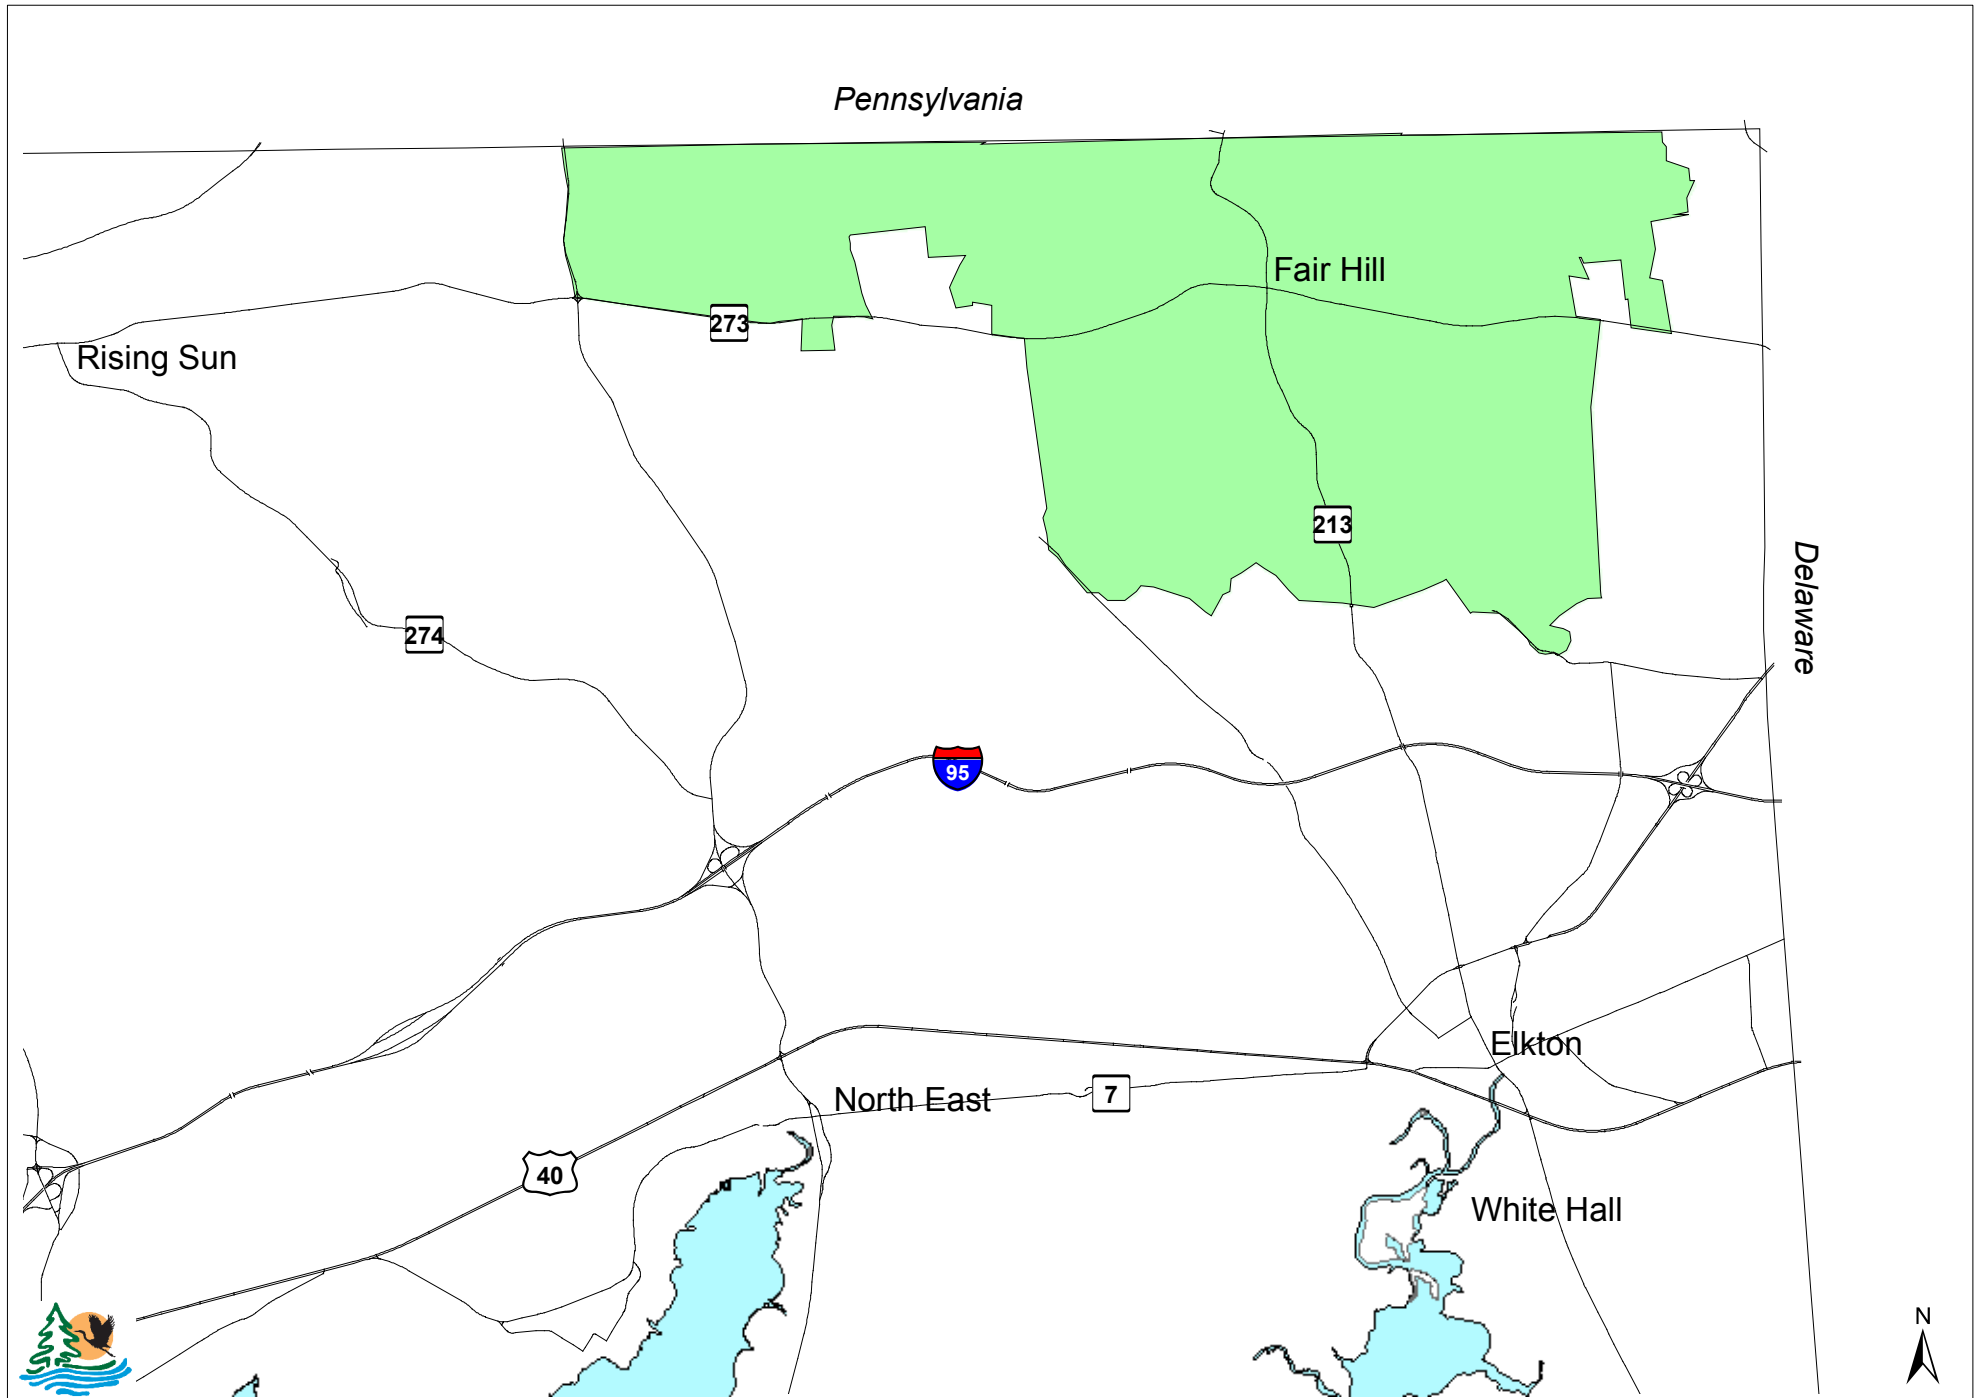 Pennsylvania
Fair Hill
273
Rising Sun
213
Delaware
274
95
Elkton
7
North East
40
White Hall
N